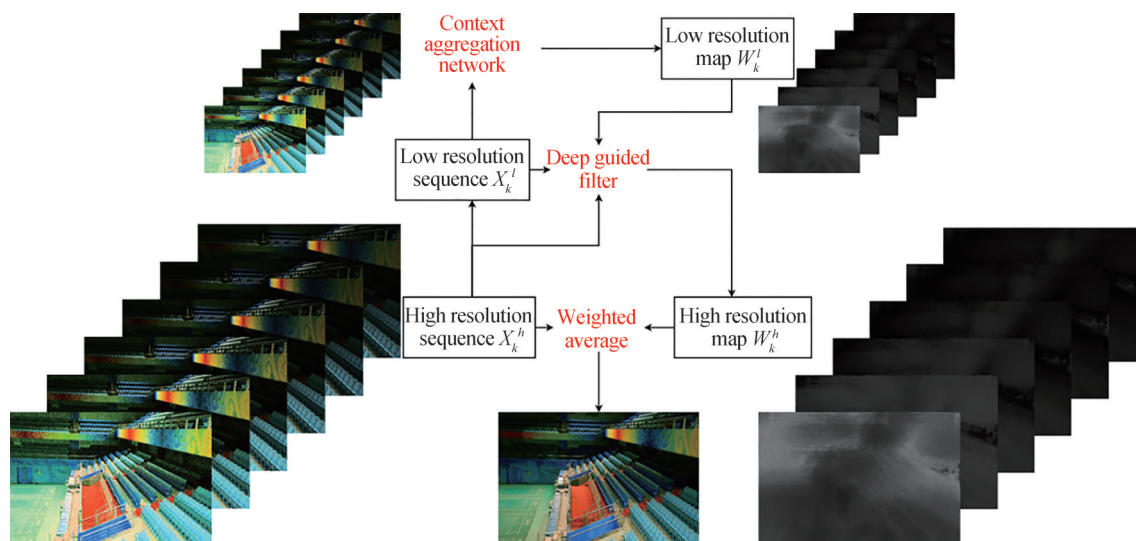 Context
aggregation
network
Low resolution
map $W_k^l$
Low resolution
sequence $X_k^l$
Deep guided
filter
High resolution
sequence $X_k^h$
Weighted
average
High resolution
map $W_k^h$